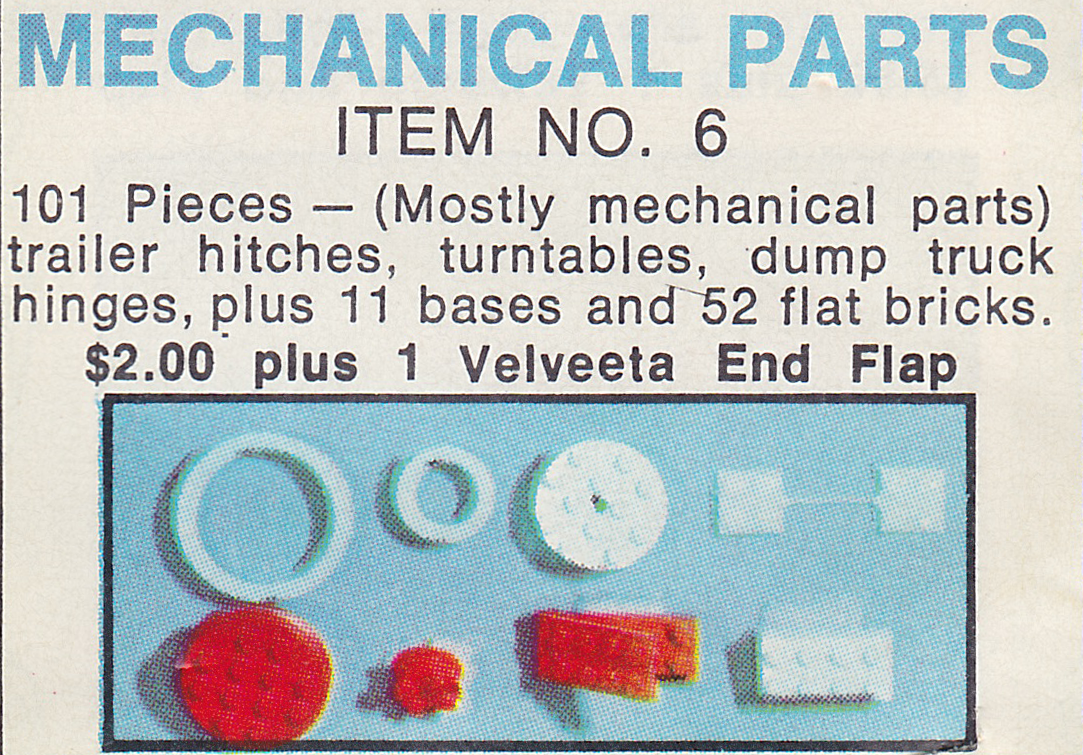 MECHANICAL PARTS
ITEM NO. 6
101 Pieces — (Mostly mechanical parts)
trailer hitches, turntables, dump truck
hinges, plus 11 bases and 52 flat bricks.
$2.00 plus 1 Velveeta End Flap